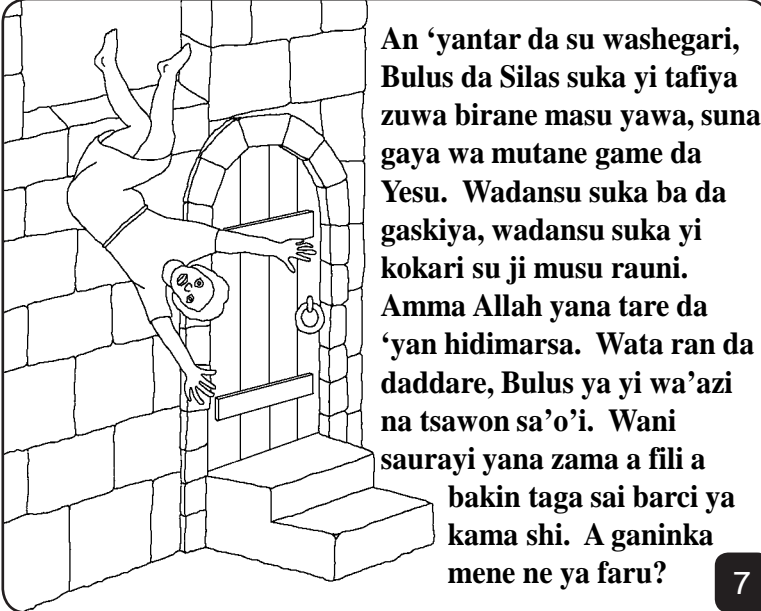 An ‘yantar da su washegari,
Bulus da Silas suka yi tafiya
zuwa birane masu yawa, suna
gaya wa mutane game da
Yesu.  Wadansu suka ba da
gaskiya, wadansu suka yi
kokari su ji musu rauni.
Amma Allah yana tare da
‘yan hidimarsa.  Wata ran da
daddare, Bulus ya yi wa’azi
na tsawon sa’o’i.  Wani
saurayi yana zama a fili a
bakin taga sai barci ya
kama shi.  A ganinka
mene ne ya faru?
7